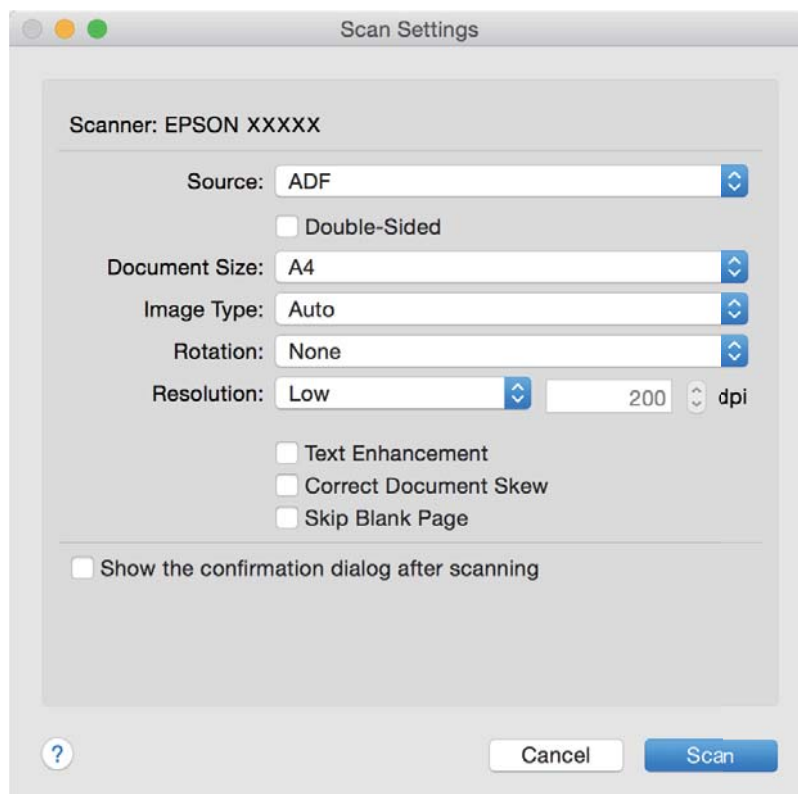 Scan Settings
Scanner: EPSON XXXXX
Source: ADF
Double-Sided
Document Size: A4
Image Type: Auto
Rotation: None
Resolution: Low 200 dpi
Text Enhancement
Correct Document Skew
Skip Blank Page
Show the confirmation dialog after scanning
? Cancel Scan